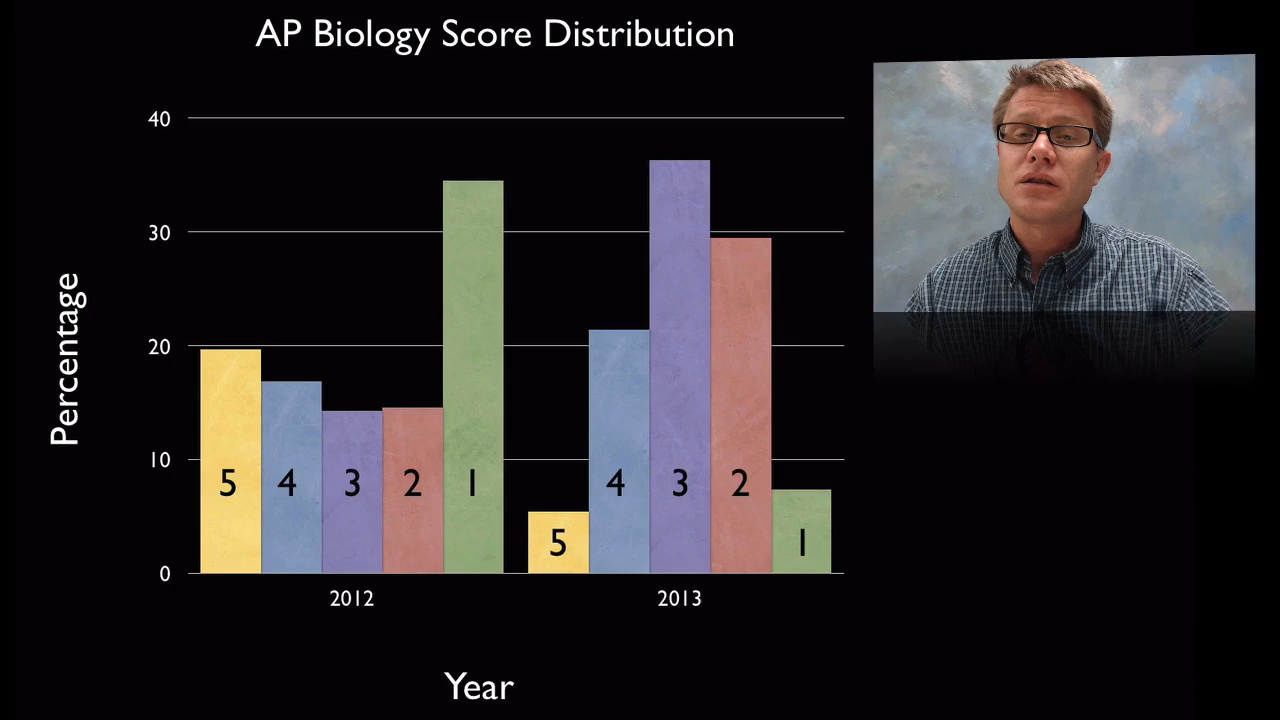 AP Biology Score Distribution
40
30
20
10
0
Percentage
5 4 3 2 1
5 4 3 2 1
2012 2013
Year